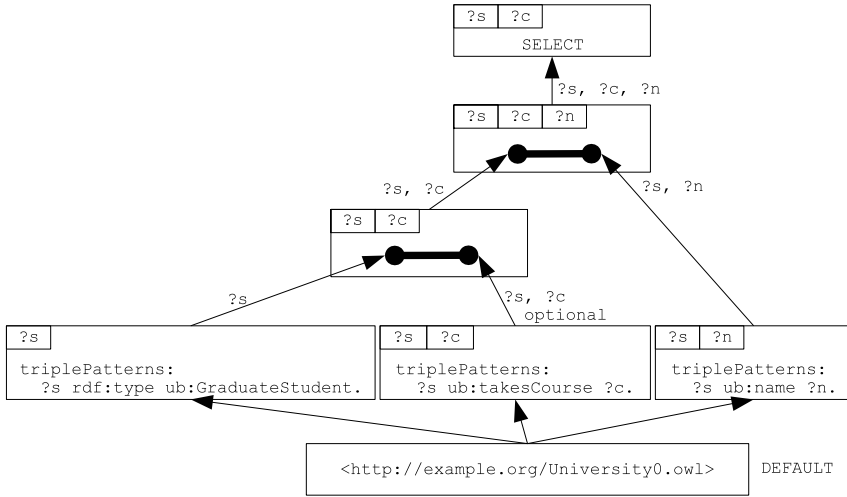 ?s ?c
SELECT
?s, ?c, ?n
?s ?c ?n
?s, ?c
?s, ?n
?s ?c
?s
?s, ?c
optional
?s
triplePatterns:
?s rdf:type ub:GraduateStudent.
?s ?c
triplePatterns:
?s ub:takesCourse ?c.
?s ?n
triplePatterns:
?s ub:name ?n.
<http://example.org/University0.owl> DEFAULT